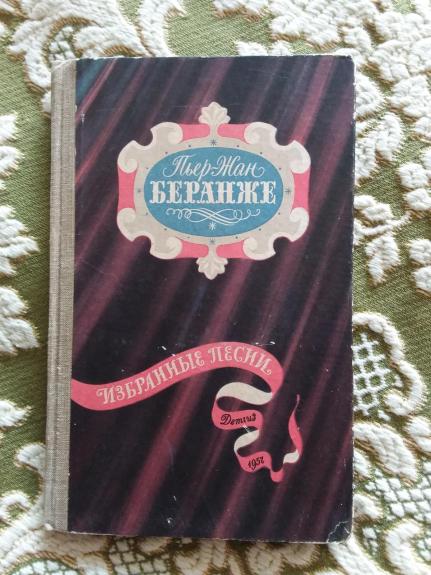 Пьер-Жан
БЕРАНЖЕ
ИЗБРАННЫЕ ПЕСНИ
Детгиз
1957